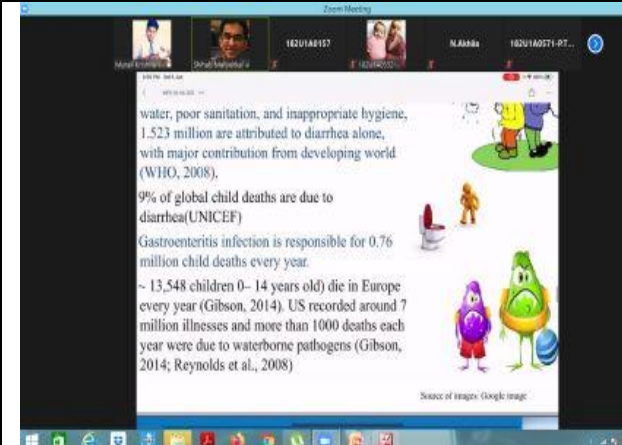 Zoom Meeting
182U1A0157
N.Akhila
182U1A0571-P.T...
water, poor sanitation, and inappropriate hygiene,
1.523 million are attributed to diarrhea alone,
with major contribution from developing world
(WHO, 2008).
9% of global child deaths are due to
diarrhea(UNICEF)
Gastroenteritis infection is responsible for 0.76
million child deaths every year.
~ 13,548 children 0– 14 years old) die in Europe
every year (Gibson, 2014). US recorded around 7
million illnesses and more than 1000 deaths each
year were due to waterborne pathogens (Gibson,
2014; Reynolds et al., 2008)
Source of images: Google image